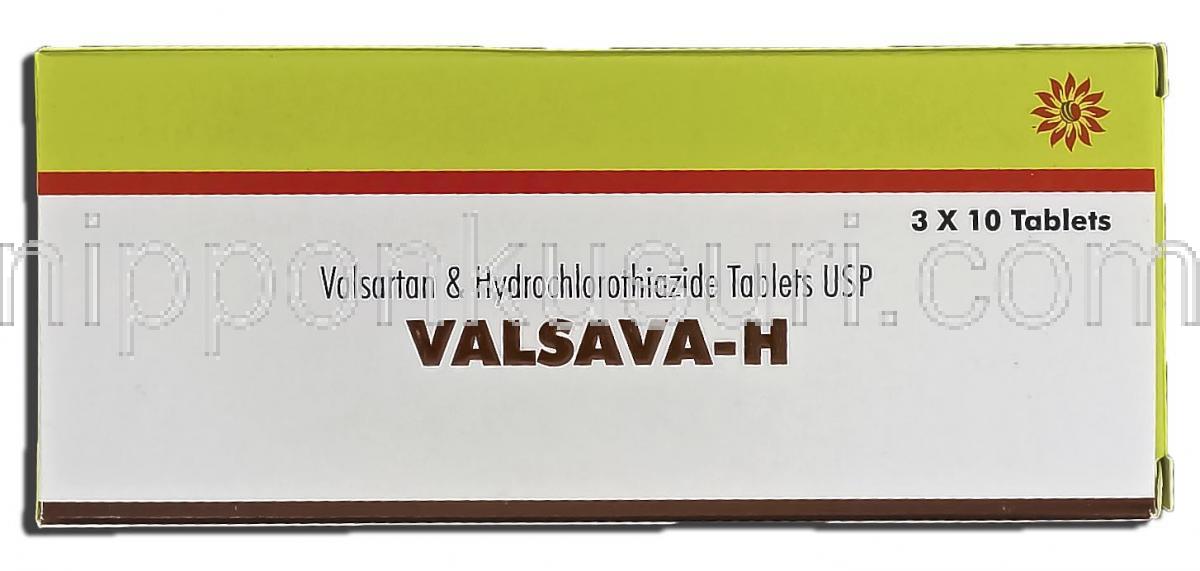 3 X 10 Tablets
nipponkusuri.com
Valsartan & Hydrochlorothiazide Tablets USP
VALSAVA-H